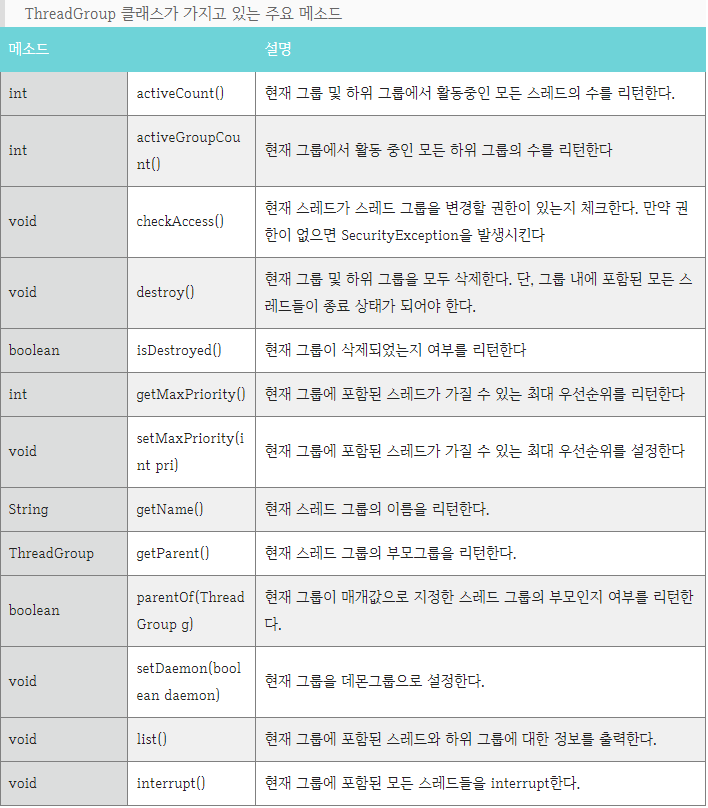 ThreadGroup 클래스가 가지고 있는 주요 메소드
메소드 설명
int activeCount() 현재 그룹 및 하위 그룹에서 활동중인 모든 스레드의 수를 리턴한다.
int activeGroupCou
nt() 현재 그룹에서 활동 중인 모든 하위 그룹의 수를 리턴한다
void checkAccess() 현재 스레드가 스레드 그룹을 변경할 권한이 있는지 체크한다. 만약 권
한이 없으면 SecurityException을 발생시킨다
void destroy() 현재 그룹 및 하위 그룹을 모두 삭제한다. 단, 그룹 내에 포함된 모든 스
레드들이 종료 상태가 되어야 한다.
boolean isDestroyed() 현재 그룹이 삭제되었는지 여부를 리턴한다
int getMaxPriority() 현재 그룹에 포함된 스레드가 가질 수 있는 최대 우선순위를 리턴한다
void setMaxPriority(i
nt pri) 현재 그룹에 포함된 스레드가 가질 수 있는 최대 우선순위를 설정한다
String getName() 현재 스레드 그룹의 이름을 리턴한다.
ThreadGroup getParent() 현재 스레드 그룹의 부모그룹을 리턴한다.
boolean parentOf(Thread
Group g) 현재 그룹이 매개값으로 지정한 스레드 그룹의 부모인지 여부를 리턴한
다.
void setDaemon(bool
ean daemon) 현재 그룹을 데몬그룹으로 설정한다.
void list() 현재 그룹에 포함된 스레드와 하위 그룹에 대한 정보를 출력한다.
void interrupt() 현재 그룹에 포함된 모든 스레드들을 interrupt한다.